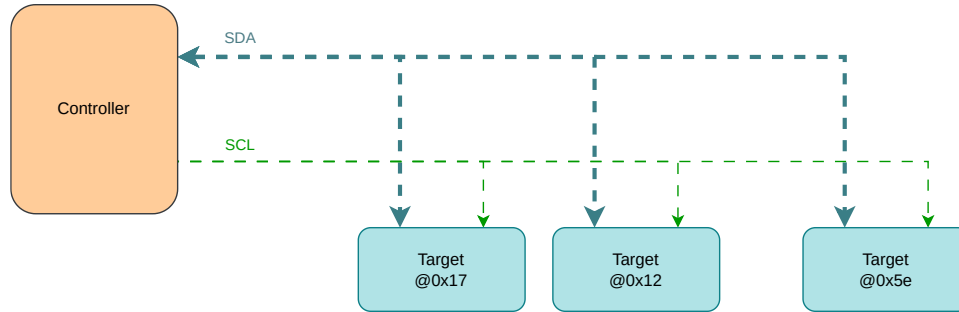 SDA
Controller
SCL
Target
@0x17
Target
@0x12
Target
@0x5e